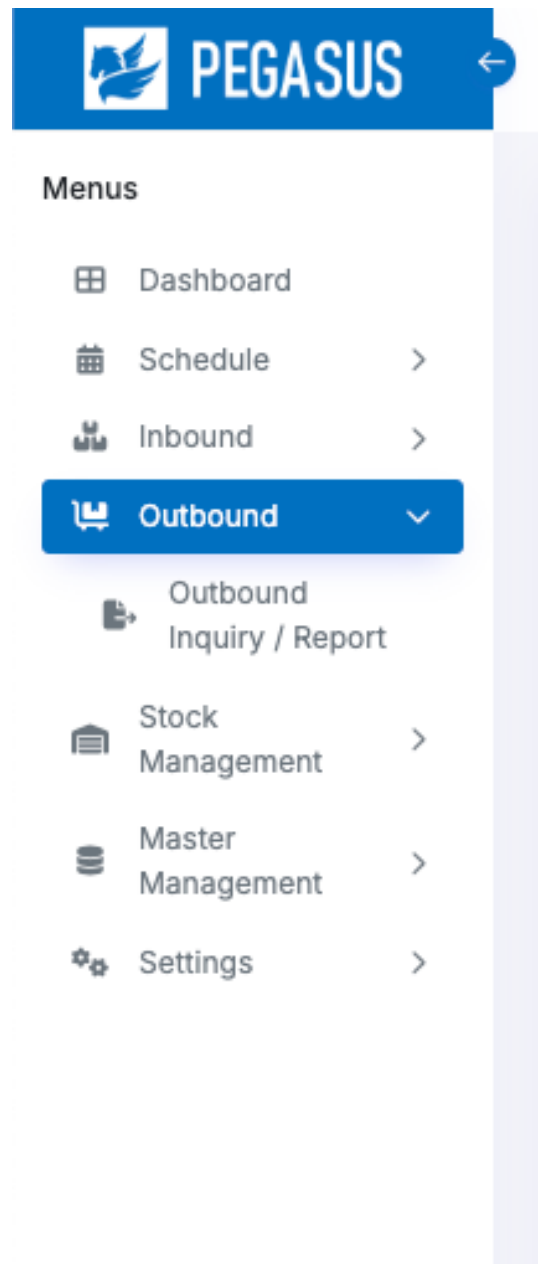 PEGASUS
Menus
Dashboard
Schedule
Inbound
Outbound
Outbound
Inquiry / Report
Stock
Management
Master
Management
Settings